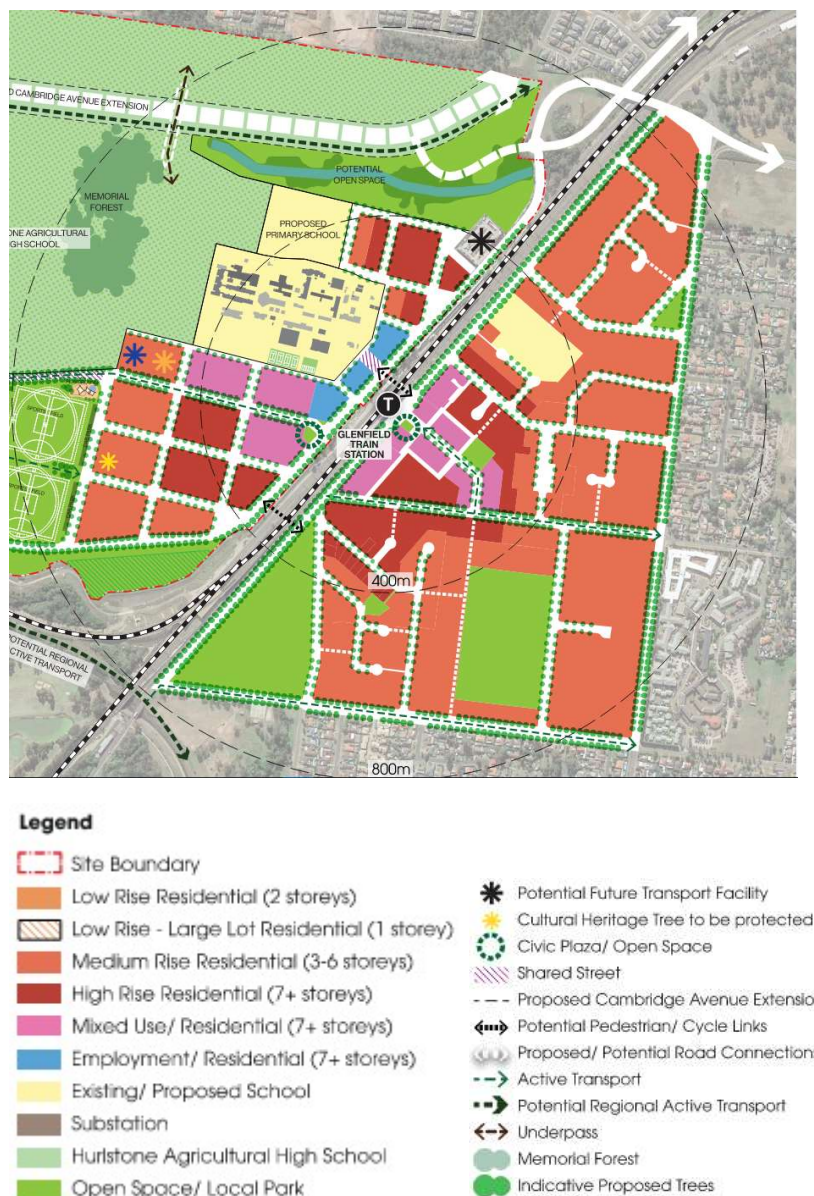 D CAMBRIDGE AVENUE EXTENSION
POTENTIAL
OPEN SPACE
MEMORIAL
FOREST
PROPOSED
PRIMARY SCHOOL
ONE AGRICULTURAL
IGH SCHOOL
T
GLENFIELD
TRAIN
STATION
400m
POTENTIAL REGIONAL
ACTIVE TRANSPORT
800m
Legend
Site Boundary
Low Rise Residential (2 storeys)
Low Rise - Large Lot Residential (1 storey)
Medium Rise Residential (3-6 storeys)
High Rise Residential (7+ storeys)
Mixed Use/ Residential (7+ storeys)
Employment/ Residential (7+ storeys)
Existing/ Proposed School
Substation
Hurlstone Agricultural High School
Open Space/ Local Park
Potential Future Transport Facility
Cultural Heritage Tree to be protected
Civic Plaza/ Open Space
Shared Street
Proposed Cambridge Avenue Extensio
Potential Pedestrian/ Cycle Links
Proposed/ Potential Road Connection
Active Transport
Potential Regional Active Transport
Underpass
Memorial Forest
Indicative Proposed Trees